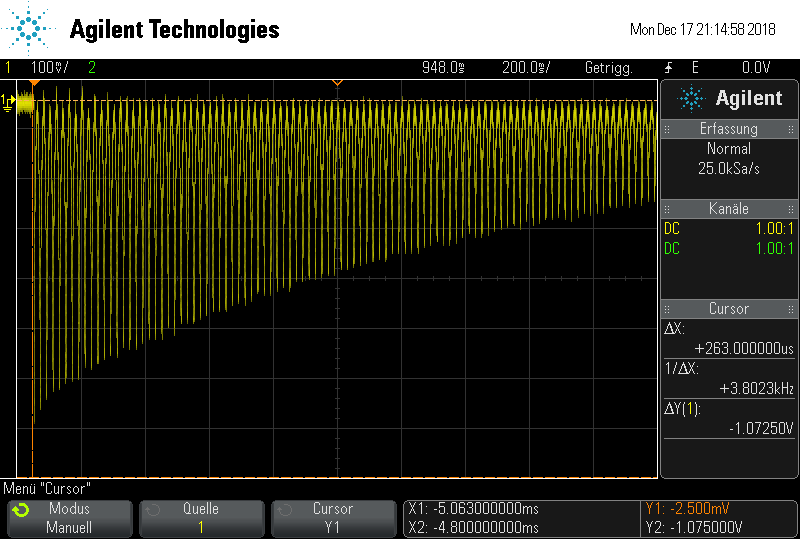 Agilent Technologies
Mon Dec 17 21:14:58 2018
1 100mV/ 2 948.0ms 200.0ms/ Getrigg. E 0.0V
1
Agilent
Erfassung
Normal
25.0kSa/s
Kanäle
DC 1.00:1
DC 1.00:1
Cursor
ΔX:
+263.000000us
1/ΔX:
+3.8023kHz
ΔY(1):
-1.07250V
Menü "Cursor"
Modus
Manuell
Quelle
1
Cursor
Y1
X1: -5.063000000ms
X2: -4.800000000ms
Y1: -2.500mV
Y2: -1.075000V